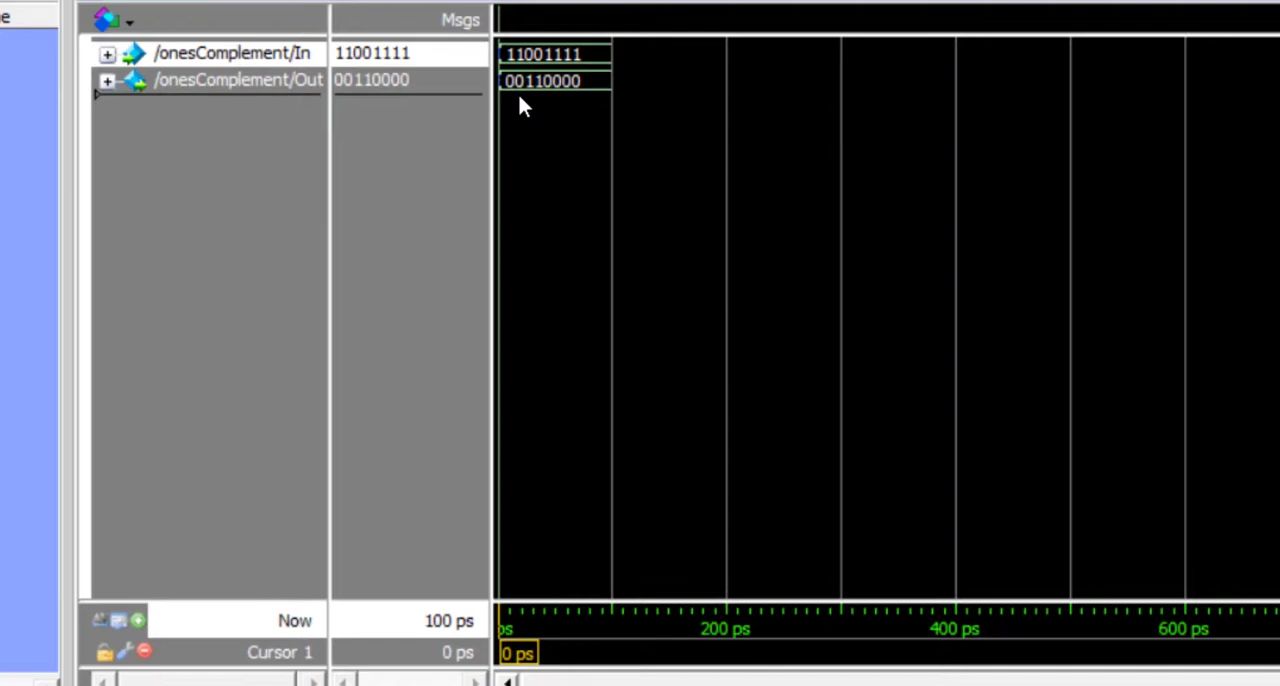 e
Msgs
/onesComplement/In 11001111 11001111
/onesComplement/Out 00110000 00110000
Now 100 ps ps 200 ps 400 ps 600 ps
Cursor 1 0 ps 0 ps